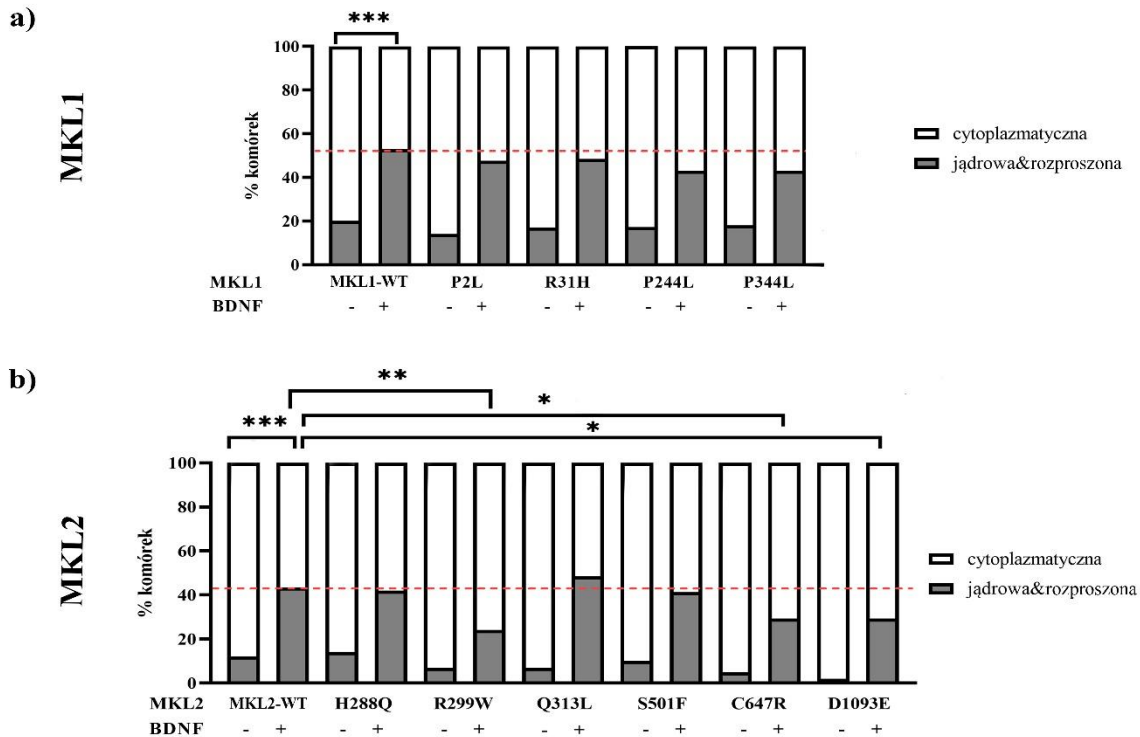 a)
***
MKL1
% komórek
100
80
60
40
20
0
cytoplazmatyczna
jądrowa&rozproszona
MKL1 MKL1-WT P2L R31H P244L P344L
BDNF - + - + - + - + - +
b)
**
*
***
*
MKL2
% komórek
100
80
60
40
20
0
cytoplazmatyczna
jądrowa&rozproszona
MKL2 MKL2-WT H288Q R299W Q313L S501F C647R D1093E
BDNF - + - + - + - + - + - + - +